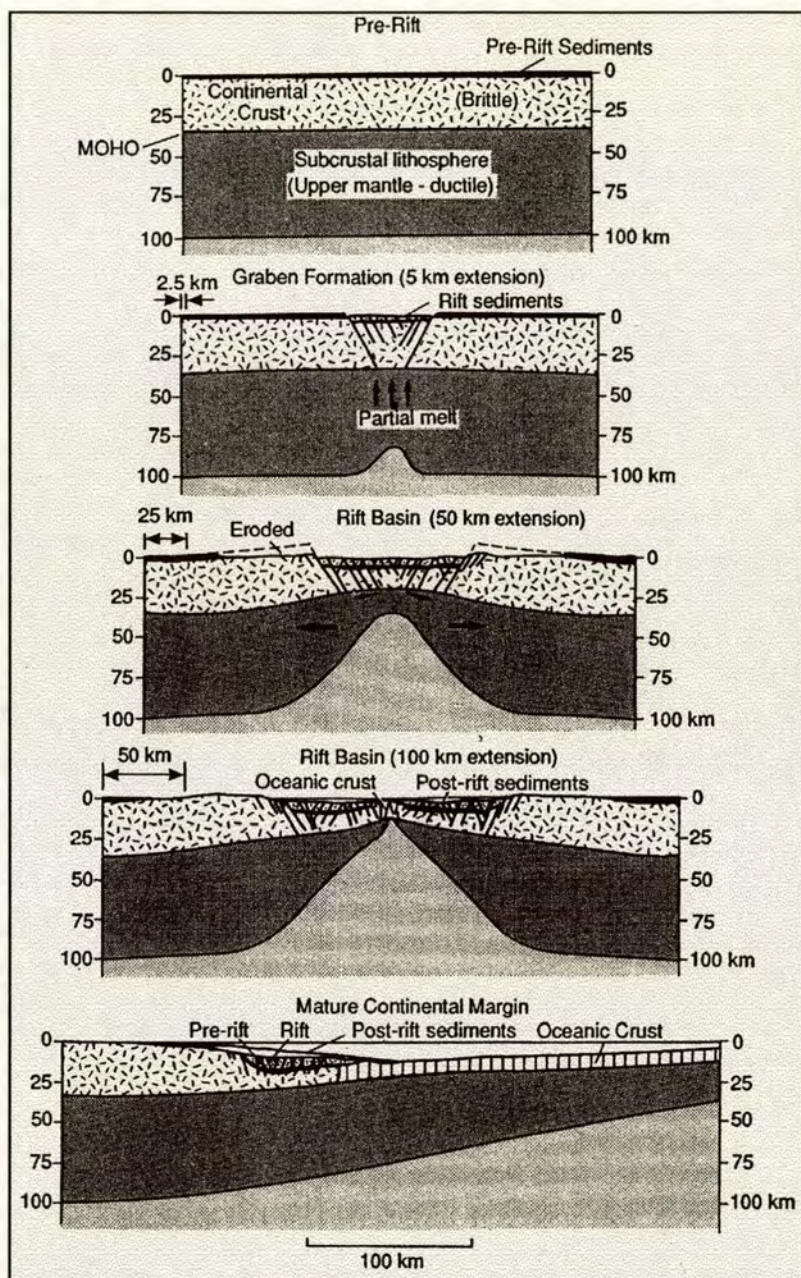 Pre-Rift
Pre-Rift Sediments
0
0
Continental
Crust
(Brittle)
25
25
MOHO
50
50
Subcrustal lithosphere
(Upper mantle - ductile)
75
75
100
100 km
Graben Formation (5 km extension)
2.5 km
Rift sediments
0
0
25
25
50
50
Partial melt
75
75
100
100 km
25 km
Rift Basin (50 km extension)
Eroded
0
0
25
25
50
50
75
75
100
100 km
50 km
Rift Basin (100 km extension)
Oceanic crust
Post-rift sediments
0
0
25
25
50
50
75
75
100
100 km
Mature Continental Margin
Pre-rift
Rift
Post-rift sediments
Oceanic Crust
0
0
25
25
50
50
75
75
100
100 km
100 km